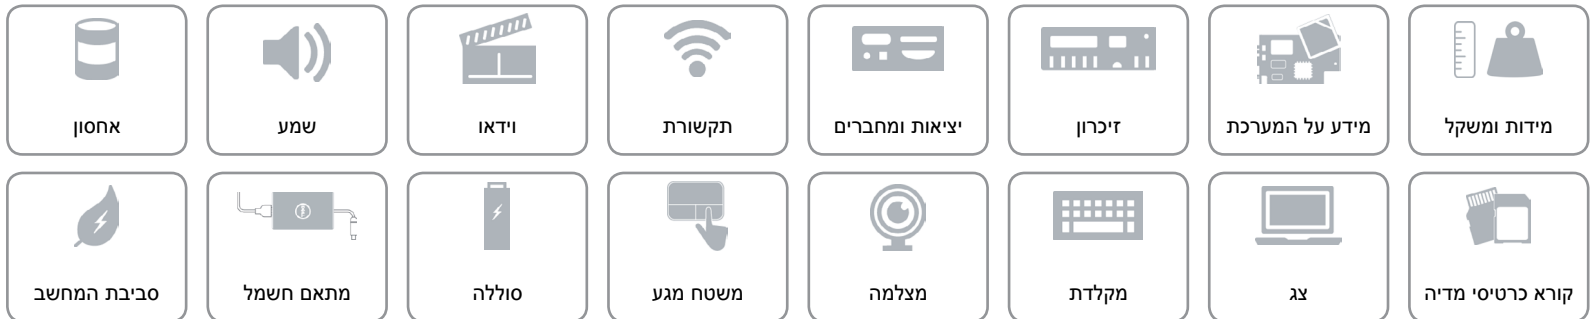 מידות ומשקל
מידע על המערכת
זיכרון
יציאות ומחברים
תקשורת
וידאו
שמע
אחסון
קורא כרטיסי מדיה
צג
מקלדת
מצלמה
משטח מגע
סוללה
מתאם חשמל
סביבת המחשב